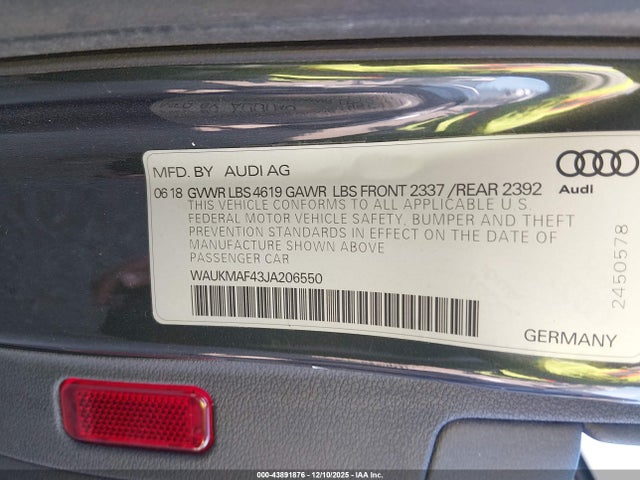 MFD. BY AUDI AG
06 18 GVWR LBS 4619 GAWR LBS FRONT 2337 /REAR 2392
THIS VEHICLE CONFORMS TO ALL APPLICABLE U.S.
FEDERAL MOTOR VEHICLE SAFETY, BUMPER AND THEFT
PREVENTION STANDARDS IN EFFECT ON THE DATE OF
MANUFACTURE SHOWN ABOVE
PASSENGER CAR
WAUKMAF43JA206550
Audi
2450578
GERMANY
000-43891876 | 12/10/2025 | IAA Inc.